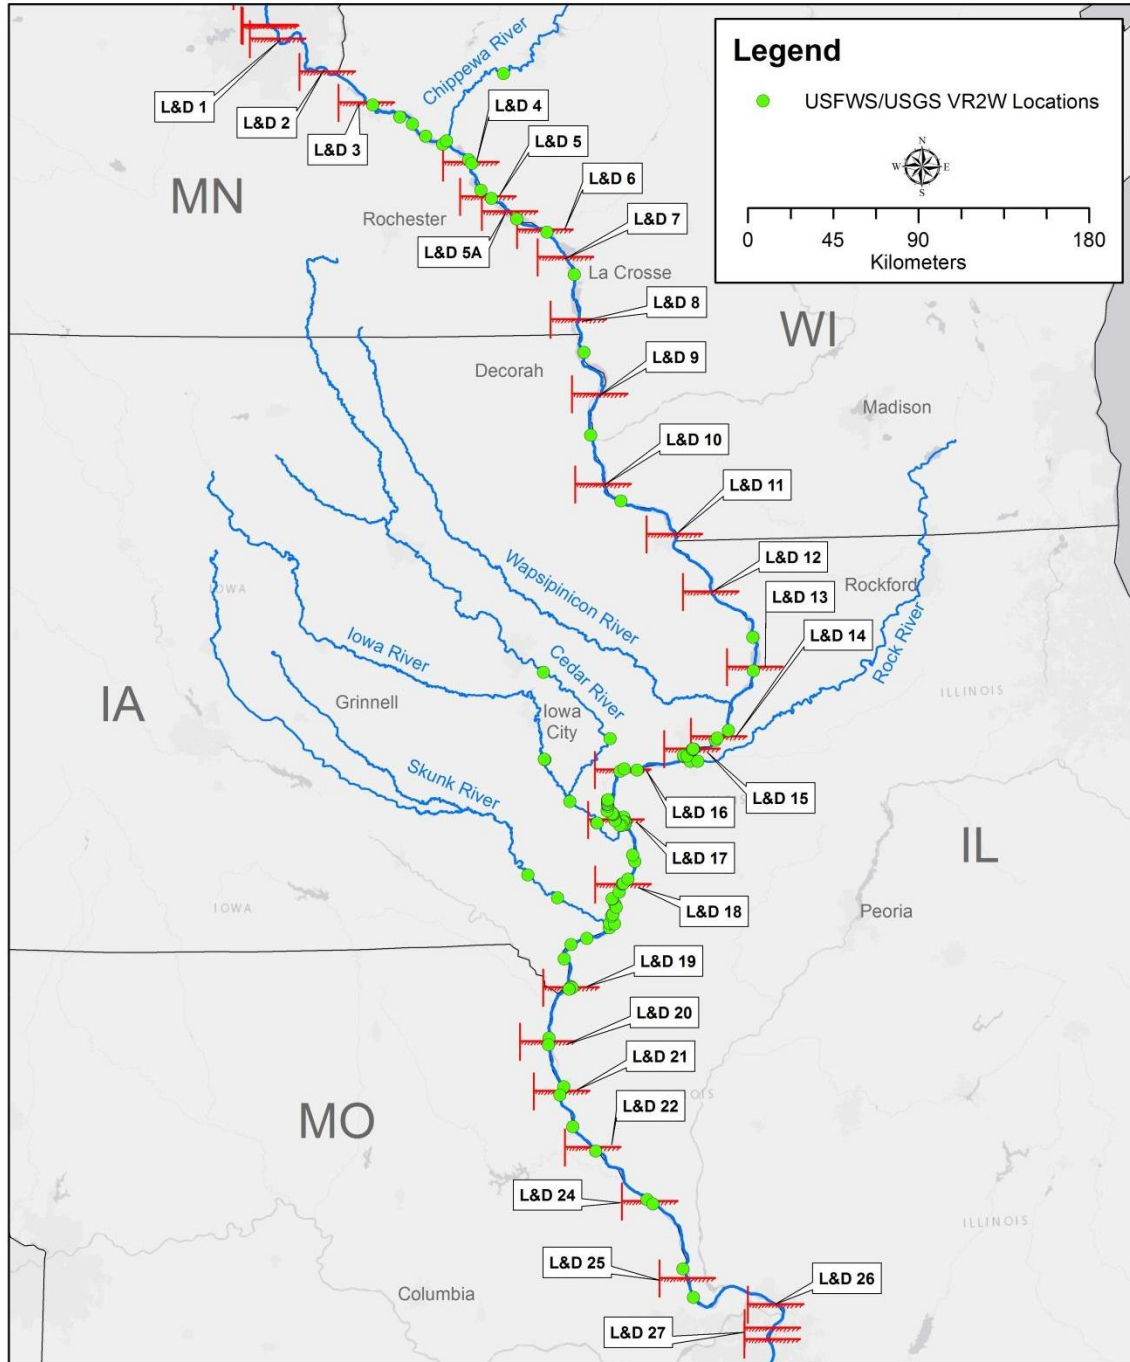 Legend
USFWS/USGS VR2W Locations
N
W
E
S
0
45
90
180
Kilometers
Chippewa River
L&D 1
L&D 2
L&D 3
L&D 4
L&D 5
L&D 6
L&D 5A
L&D 7
MN
Rochester
La Crosse
L&D 8
WI
Decorah
L&D 9
Madison
L&D 10
L&D 11
L&D 12
Wapsipinicon River
Rockford
L&D 13
L&D 14
Rock River
IOWA
Iowa River
Cedar River
ILLINOIS
IA
Grinnell
Iowa
City
Skunk River
L&D 15
L&D 16
L&D 17
IL
L&D 18
IOWA
Peoria
L&D 19
L&D 20
L&D 21
L&D 22
MO
L&D 24
ILLINOIS
L&D 25
L&D 26
Columbia
L&D 27